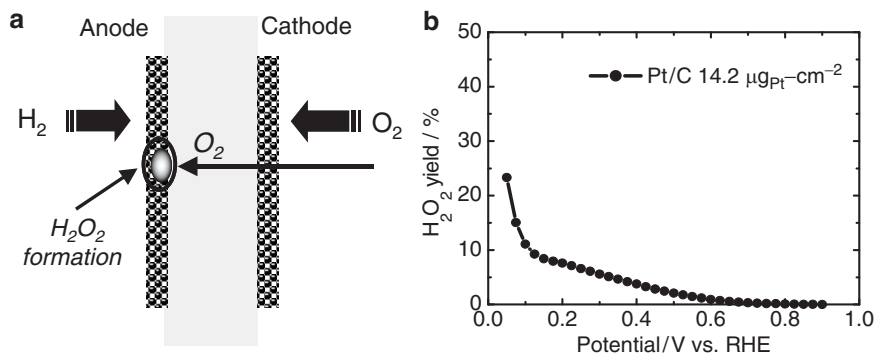 a
Anode
Cathode
H₂
O₂
O₂
H₂O₂
formation
b
Pt/C 14.2 μg_Pt–cm⁻²
H₂O₂ yield / %
50
40
30
20
10
0
0.0 0.2 0.4 0.6 0.8 1.0
Potential/V vs. RHE